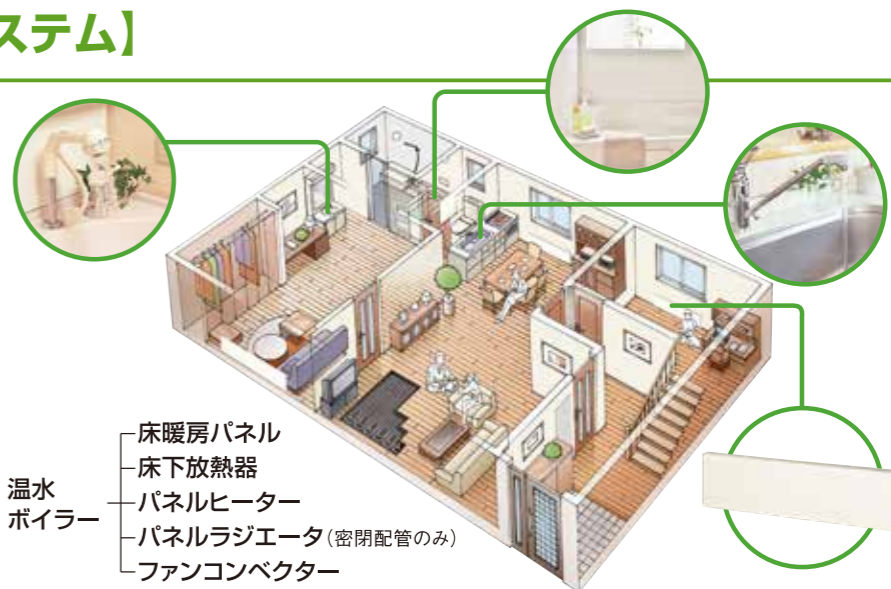 ステム】
床暖房パネル
床下放熱器
温水
ボイラー
パネルヒーター
パネルラジエータ(密閉配管のみ)
ファンコンベクター